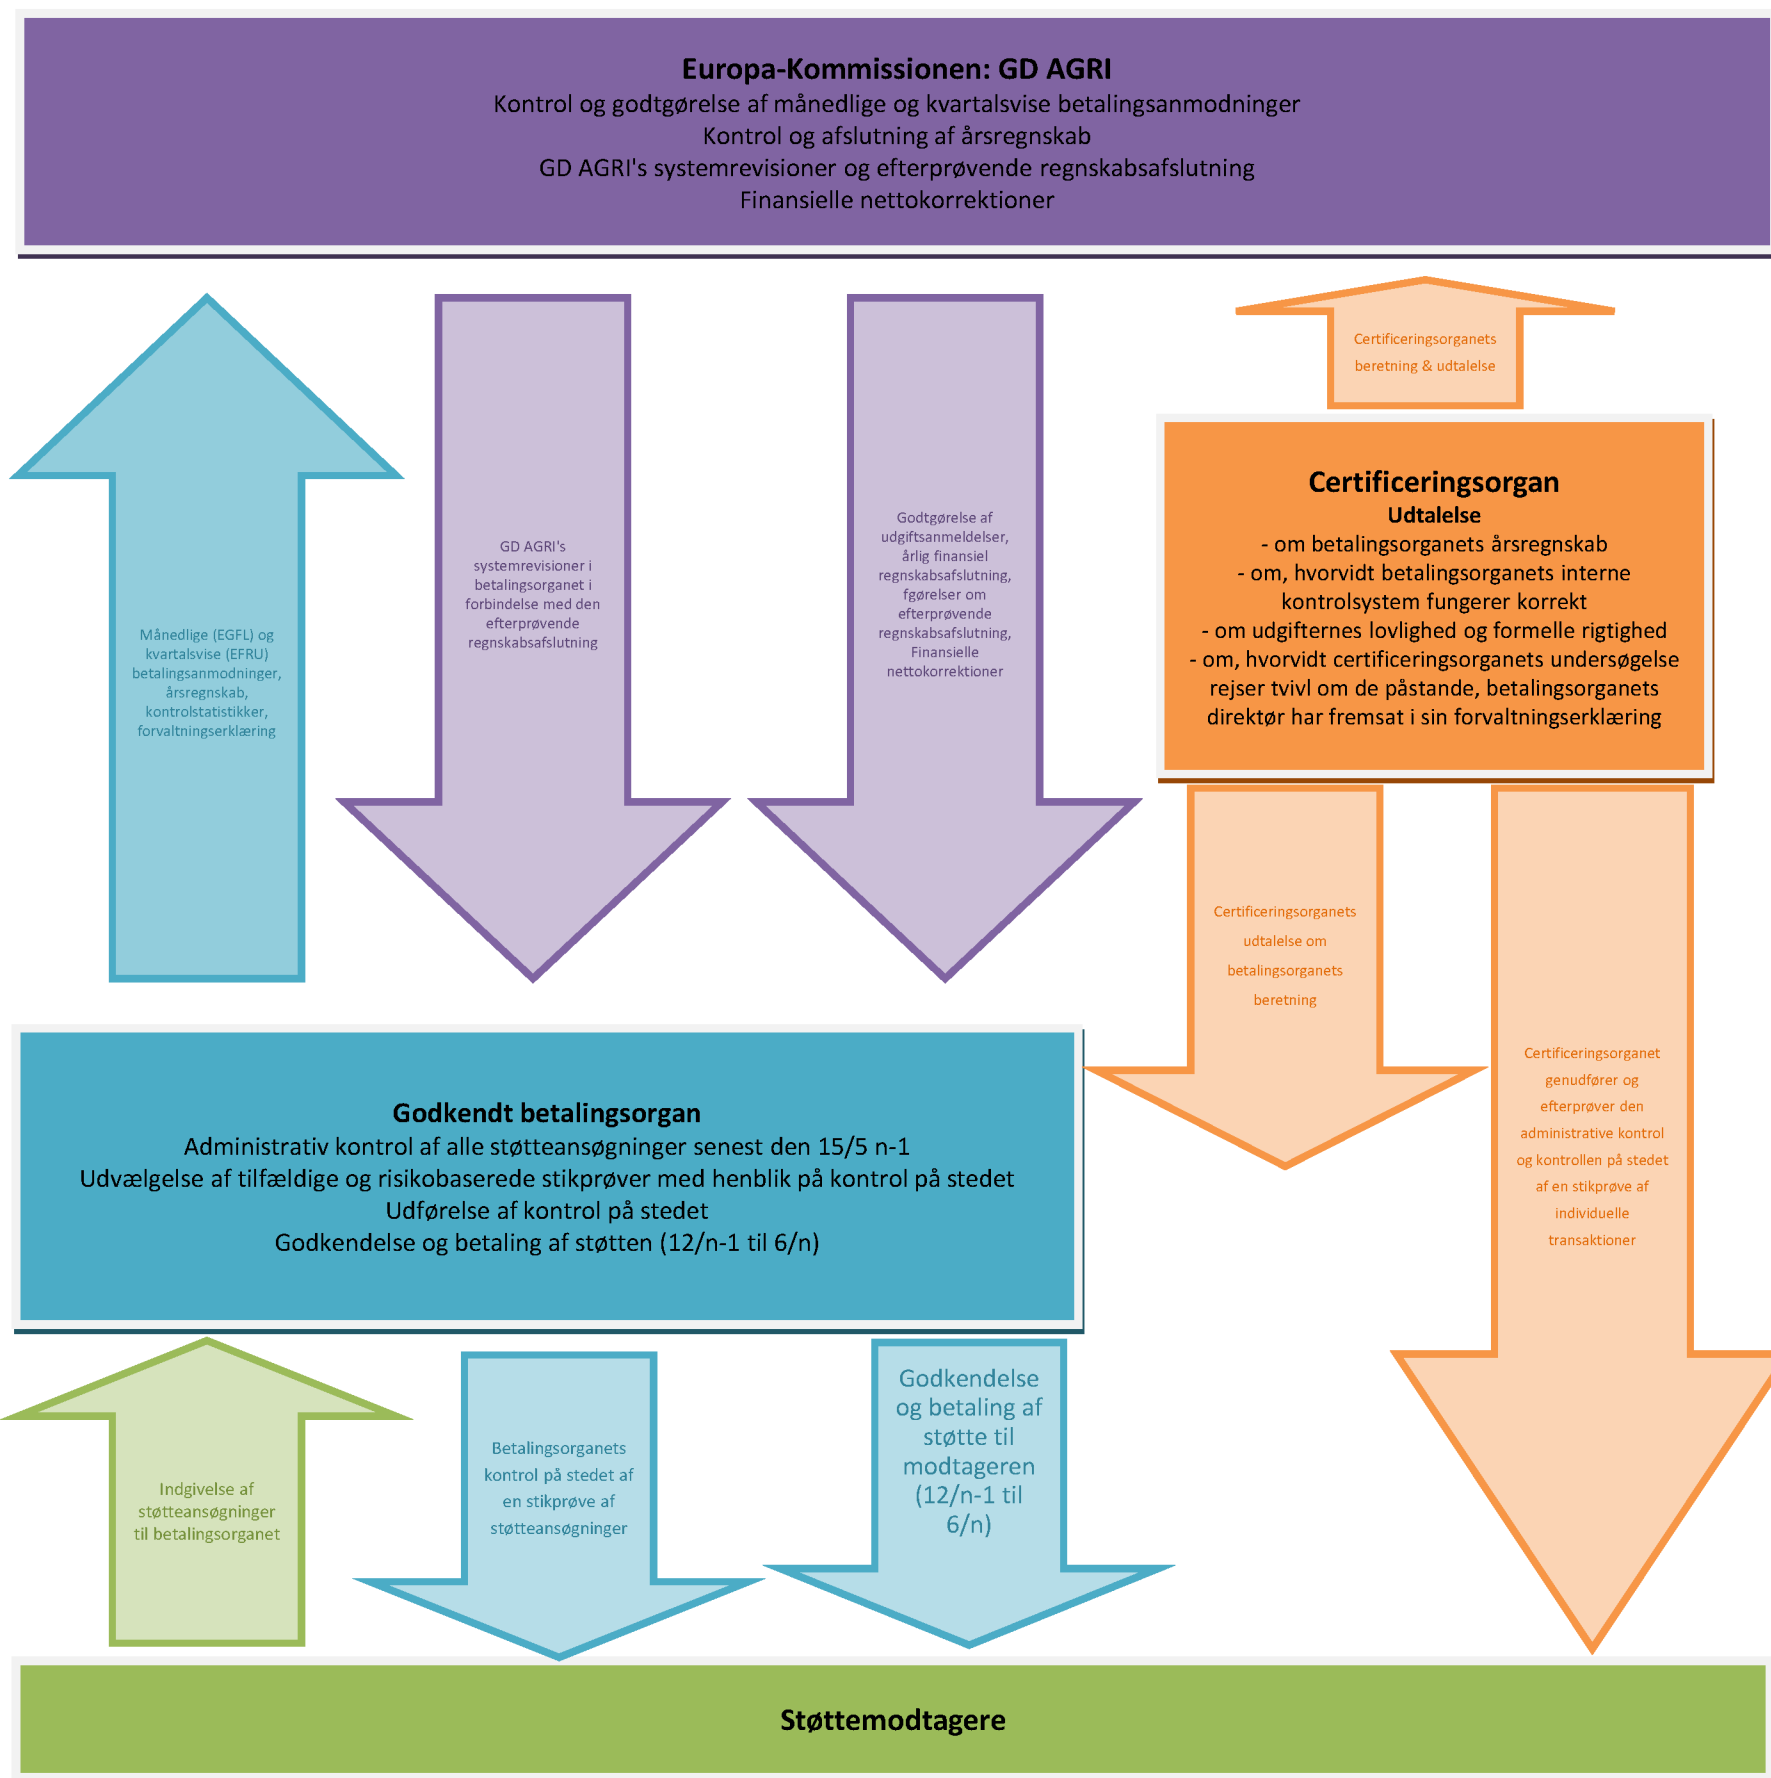 Europa-Kommissionen: GD AGRI
Kontrol og godtgørelse af månedlige og kvartalsvise betalingsanmodninger
Kontrol og afslutning af årsregnskab
GD AGRI's systemrevisioner og efterprøvende regnskabsafslutning
Finansielle nettokorrektioner
Månedlige (EGFL) og
kvartalsvise (EFRU)
betalingsanmodninger,
årsregnskab,
kontrolstatistikker,
forvaltningserklæring
GD AGRI's
systemrevisioner i
betalingsorganet i
forbindelse med den
efterprøvende
regnskabsafslutning
Godtgørelse af
udgiftsanmeldelser,
årlig finansiel
regnskabsafslutning,
fgørelser om
efterprøvende
regnskabsafslutning,
Finansielle
nettokorrektioner
Certificeringsorganets
beretning & udtalelse
Certificeringsorgan
Udtalelse
- om betalingsorganets årsregnskab
- om, hvorvidt betalingsorganets interne
kontrolsystem fungerer korrekt
- om udgifternes lovlighed og formelle rigtighed
- om, hvorvidt certificeringsorganets undersøgelse
rejser tvivl om de påstande, betalingsorganets
direktør har fremsat i sin forvaltningserklæring
Certificeringsorganets
udtalelse om
betalingsorganets
beretning
Certificeringsorganet
genudfører og
efterprøver den
administrative kontrol
og kontrollen på stedet
af en stikprøve af
individuelle
transaktioner
Godkendt betalingsorgan
Administrativ kontrol af alle støtteansøgninger senest den 15/5 n-1
Udvælgelse af tilfældige og risikobaserede stikprøver med henblik på kontrol på stedet
Udførelse af kontrol på stedet
Godkendelse og betaling af støtten (12/n-1 til 6/n)
Indgivelse af
støtteansøgninger
til betalingsorganet
Betalingsorganets
kontrol på stedet af
en stikprøve af
støtteansøgninger
Godkendelse
og betaling af
støtte til
modtageren
(12/n-1 til
6/n)
Støttemodtagere